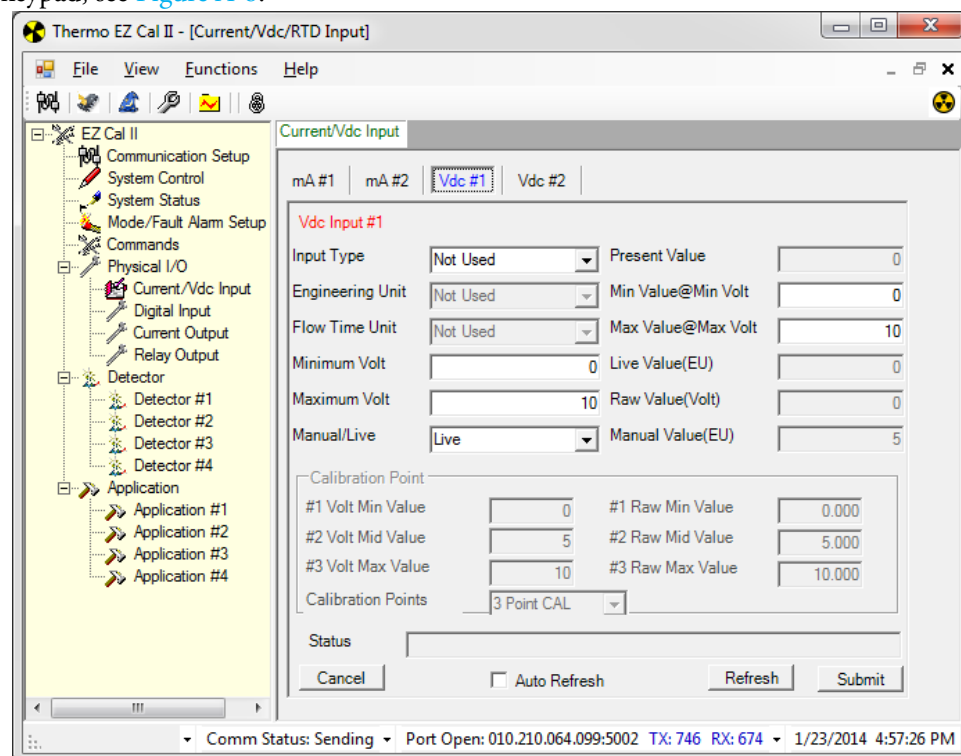 keypad, see Figure
Thermo EZ Cal II - [Current/Vdc/RTD Input]
File View Functions Help
EZ Cal II
Communication Setup
System Control
System Status
Mode/Fault Alarm Setup
Commands
Physical I/O
Current/Vdc Input
Digital Input
Current Output
Relay Output
Detector
Detector #1
Detector #2
Detector #3
Detector #4
Application
Application #1
Application #2
Application #3
Application #4
Current/Vdc Input
mA #1 mA #2 Vdc #1 Vdc #2
Vdc Input #1
Input Type Not Used Present Value 0
Engineering Unit Not Used Min Value@Min Volt 0
Flow Time Unit Not Used Max Value@Max Volt 10
Minimum Volt 0 Live Value(EU) 0
Maximum Volt 10 Raw Value(Volt) 0
Manual/Live Live Manual Value(EU) 5
Calibration Point
#1 Volt Min Value 0 #1 Raw Min Value 0.000
#2 Volt Mid Value 5 #2 Raw Mid Value 5.000
#3 Volt Max Value 10 #3 Raw Max Value 10.000
Calibration Points 3 Point CAL
Status
Cancel Auto Refresh Refresh Submit
Comm Status: Sending Port Open: 010.210.064.099:5002 TX: 746 RX: 674 1/23/2014 4:57:26 PM